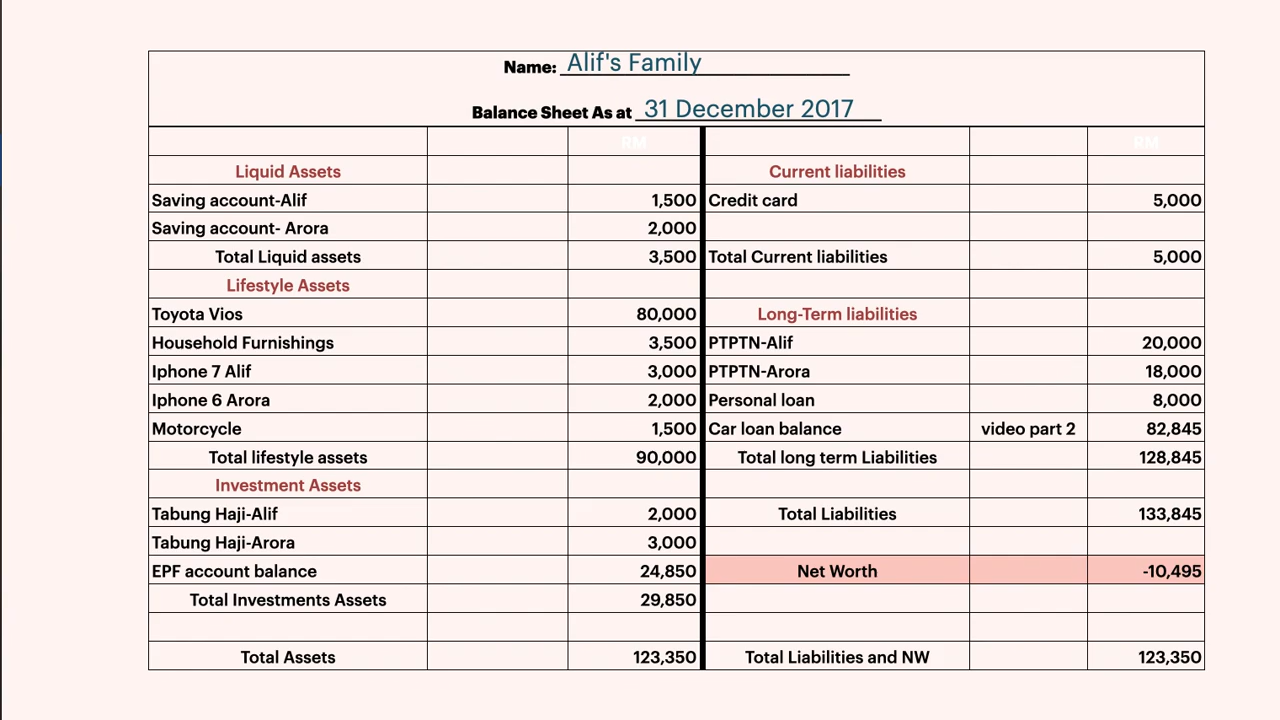 Name: Alif's Family
Balance Sheet As at 31 December 2017
RM RM
Liquid Assets Current liabilities
Saving account-Alif 1,500 Credit card 5,000
Saving account- Arora 2,000
Total Liquid assets 3,500 Total Current liabilities 5,000
Lifestyle Assets
Toyota Vios 80,000 Long-Term liabilities
Household Furnishings 3,500 PTPTN-Alif 20,000
Iphone 7 Alif 3,000 PTPTN-Arora 18,000
Iphone 6 Arora 2,000 Personal loan 8,000
Motorcycle 1,500 Car loan balance video part 2 82,845
Total lifestyle assets 90,000 Total long term Liabilities 128,845
Investment Assets
Tabung Haji-Alif 2,000 Total Liabilities 133,845
Tabung Haji-Arora 3,000
EPF account balance 24,850 Net Worth -10,495
Total Investments Assets 29,850
Total Assets 123,350 Total Liabilities and NW 123,350